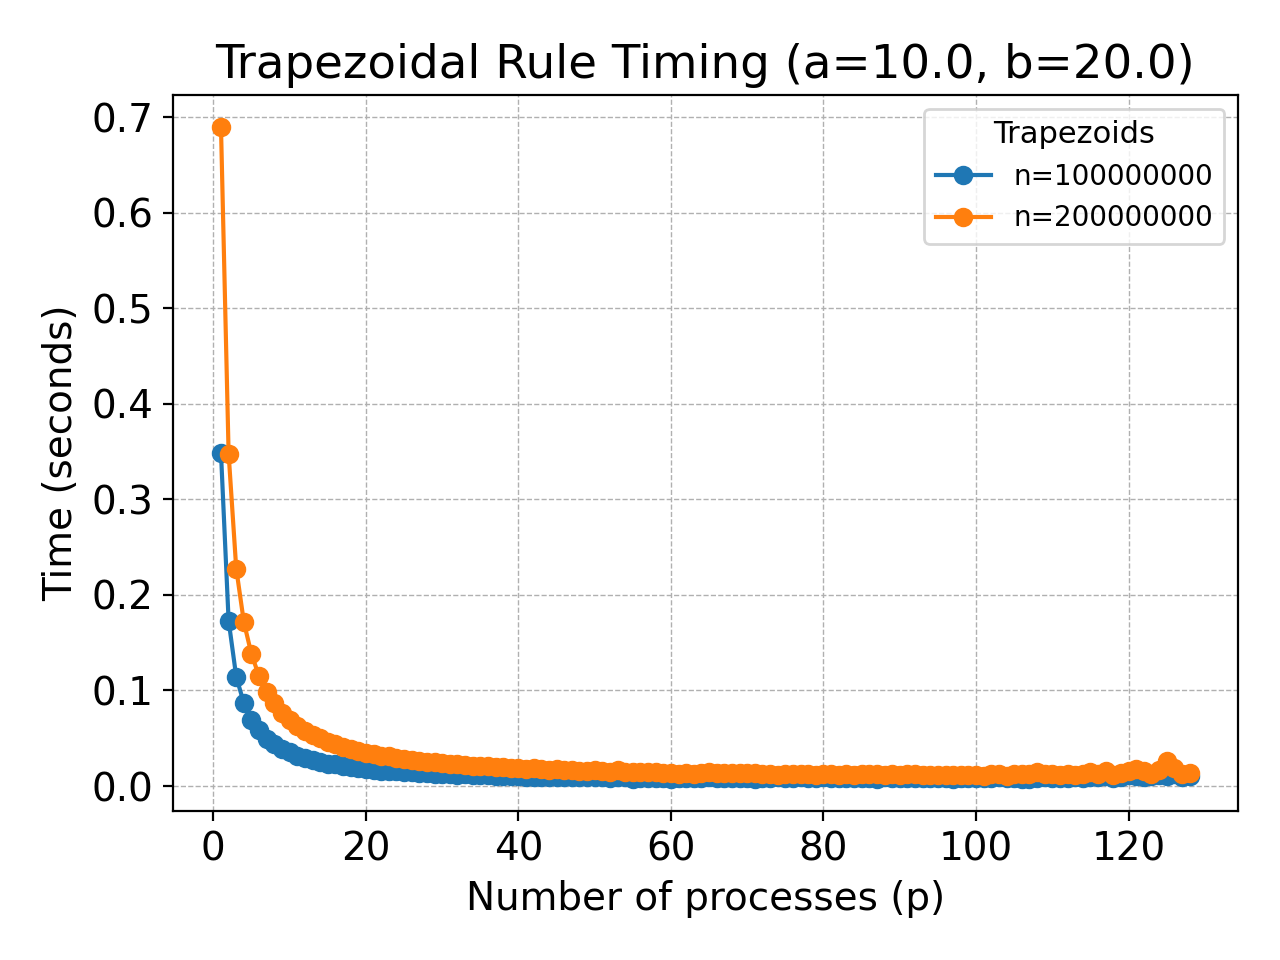 Trapezoidal Rule Timing (a=10.0, b=20.0)
Trapezoids
n=100000000
n=200000000
Time (seconds)
0.7
0.6
0.5
0.4
0.3
0.2
0.1
0.0
0 20 40 60 80 100 120
Number of processes (p)